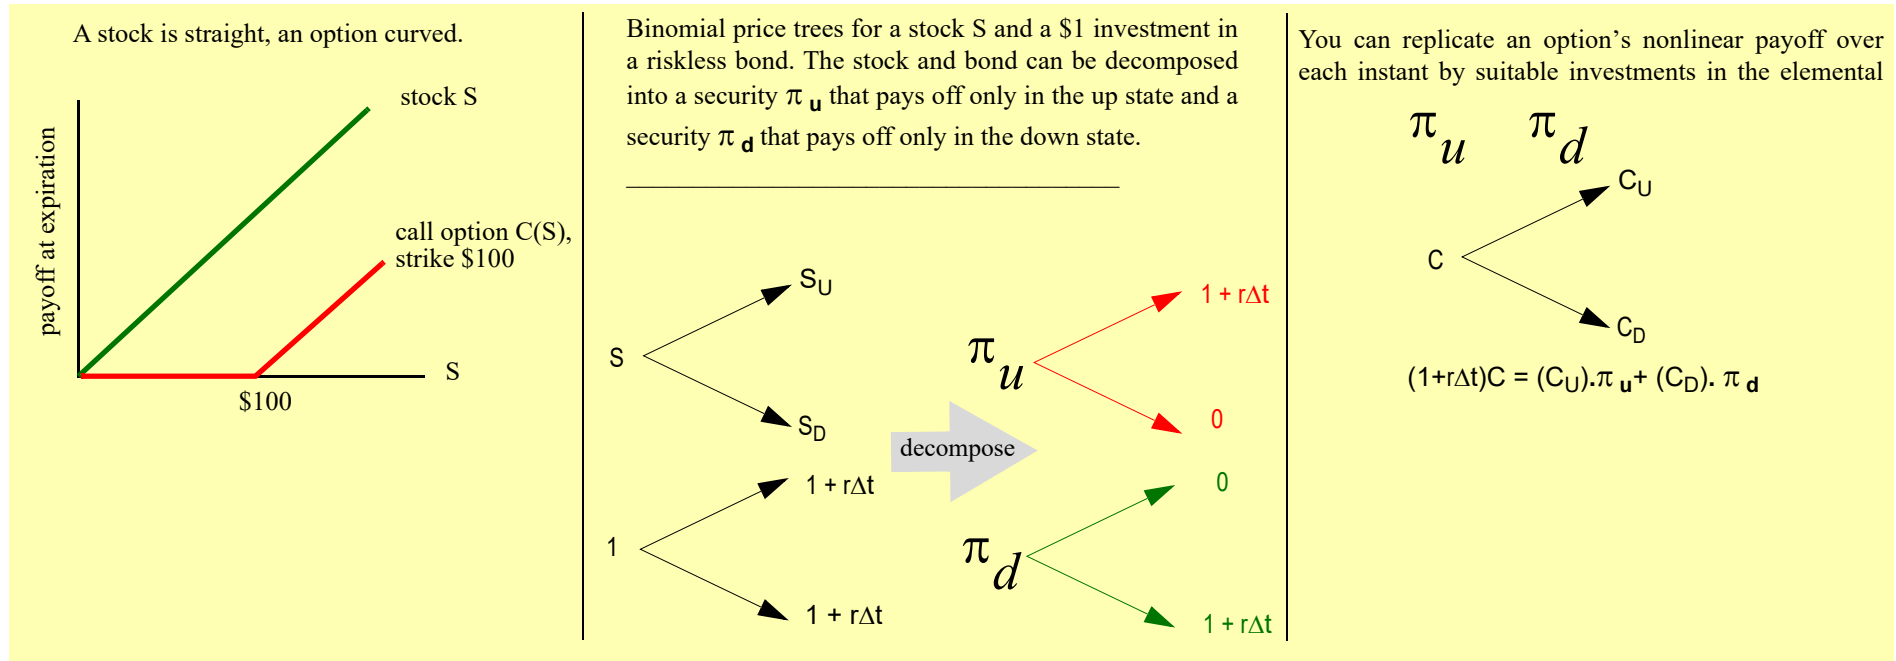 A stock is straight, an option curved.
payoff at expiration
stock S
call option C(S),
strike $100
S
$100
Binomial price trees for a stock S and a $1 investment in
a riskless bond. The stock and bond can be decomposed
into a security π u that pays off only in the up state and a
security π d that pays off only in the down state.
S
SU
SD
1
1 + rΔt
1 + rΔt
decompose
πu
1 + rΔt
0
πd
0
1 + rΔt
You can replicate an option’s nonlinear payoff over
each instant by suitable investments in the elemental
πu πd
C
CU
CD
(1+rΔt)C = (CU).π u+ (CD). π d